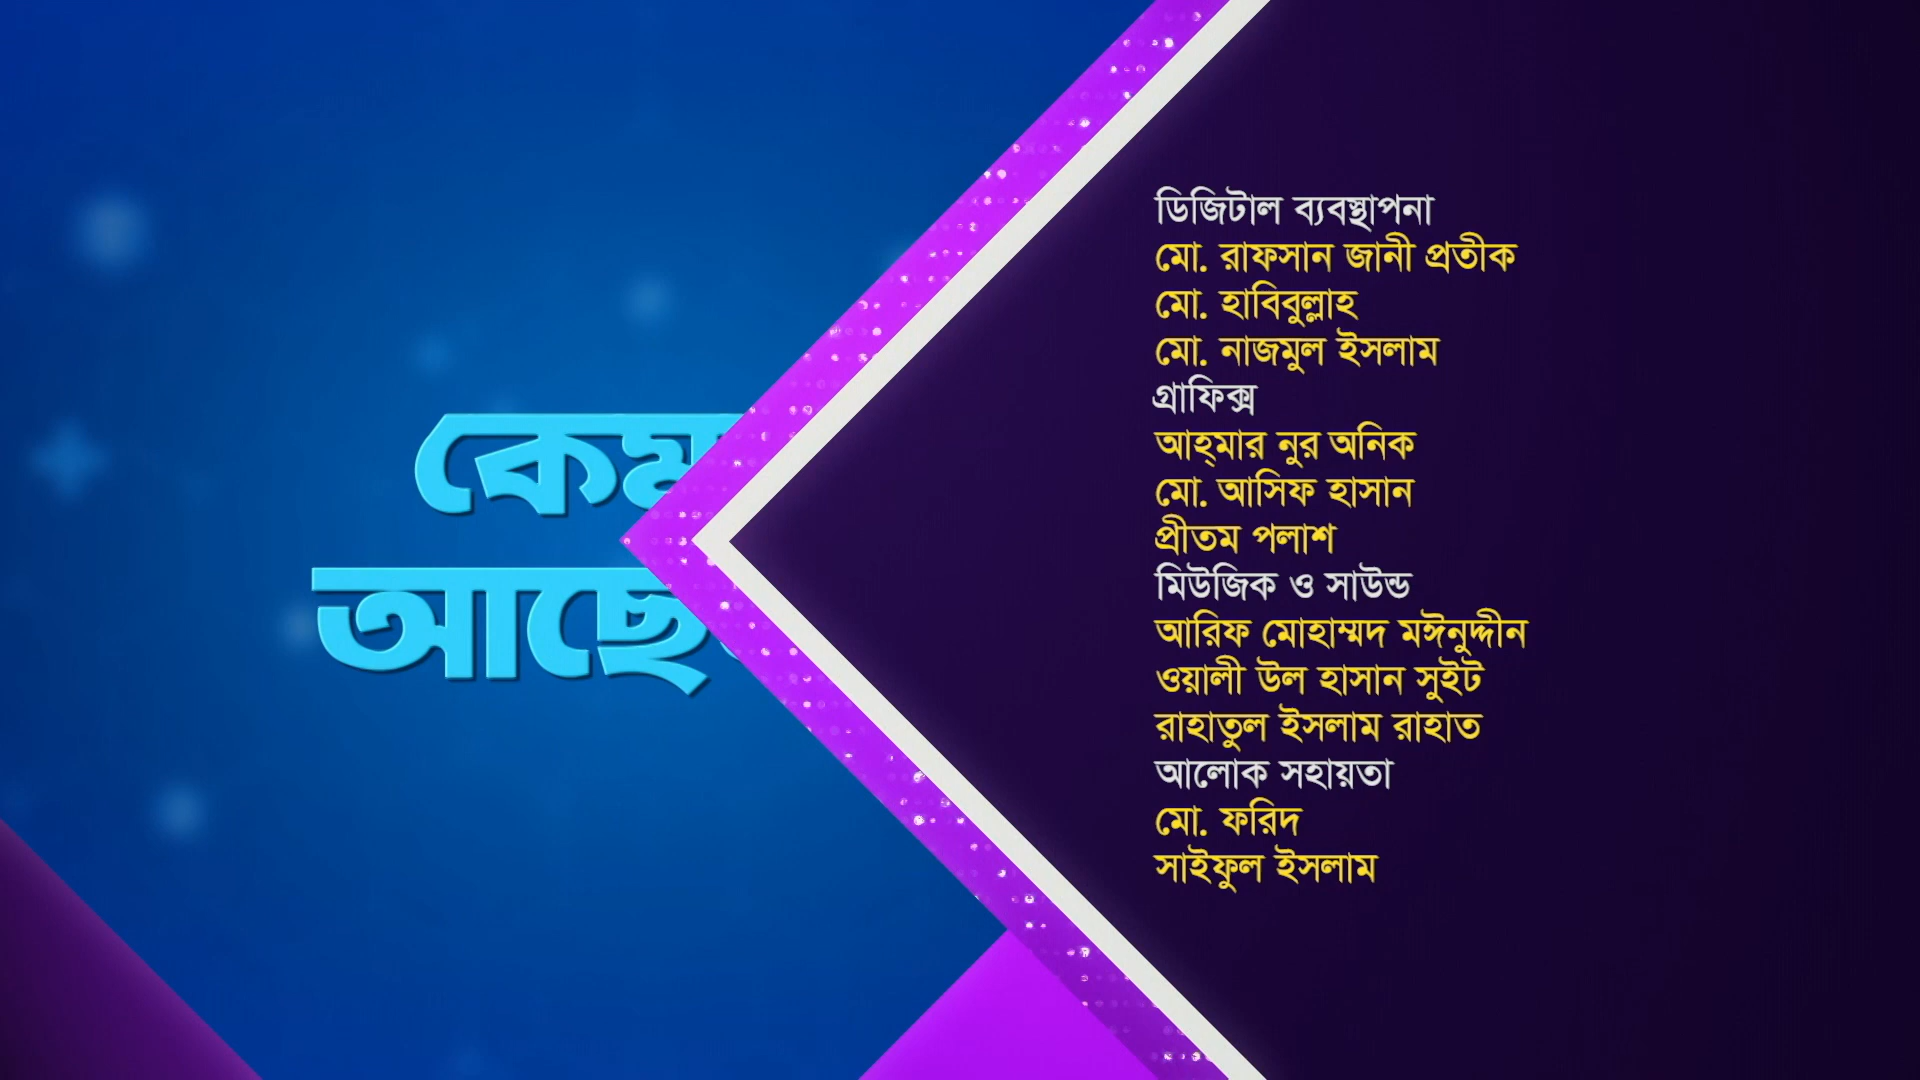 ডিজিটাল ব্যবস্থাপনা
মো. রাফসান জানী প্রতীক
মো. হাবিবুল্লাহ
মো. নাজমুল ইসলাম
গ্রাফিক্স
আহ্‌মার নুর অনিক
মো. আসিফ হাসান
প্রীতম পলাশ
মিউজিক ও সাউন্ড
আরিফ মোহাম্মদ মঈনুদ্দীন
ওয়ালী উল হাসান সুইট
রাহাতুল ইসলাম রাহাত
আলোক সহায়তা
মো. ফরিদ
সাইফুল ইসলাম